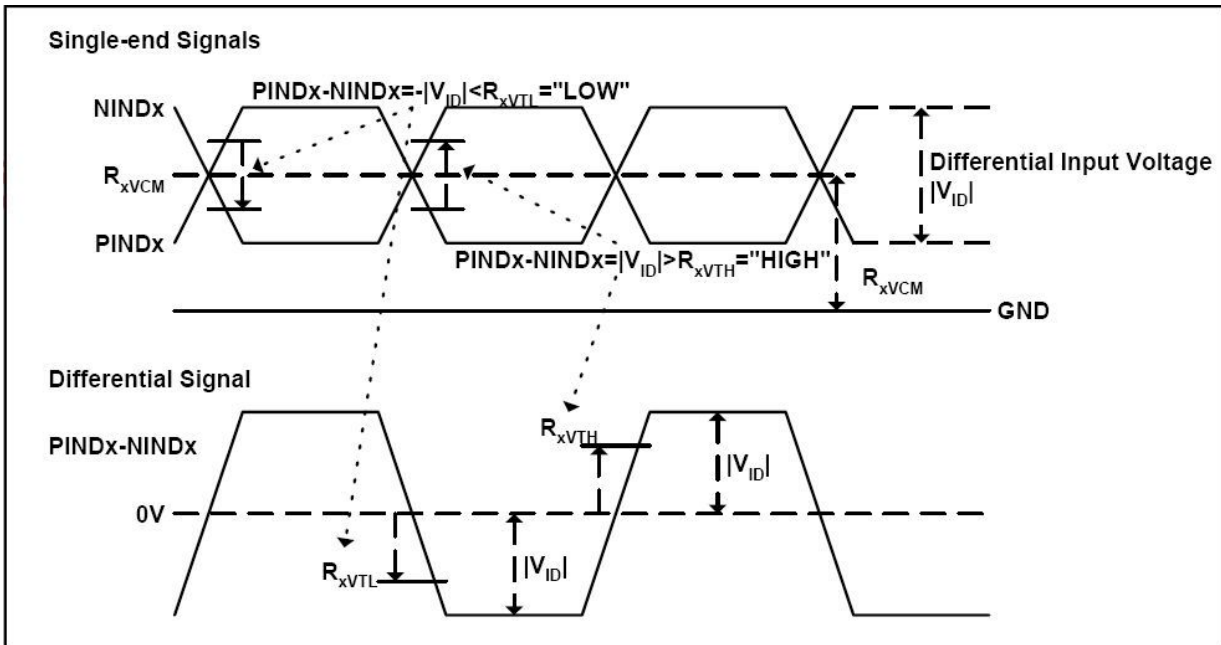 Single-end Signals
PINDx-NINDx=-|VID|<RxVTL="LOW"
NINDx
RxVCM
Differential Input Voltage
|VID|
PINDx
PINDx-NINDx=|VID|>RxVTH="HIGH"
RxVCM
GND
Differential Signal
RxVTH
PINDx-NINDx
|VID|
0V
RxVTL
|VID|